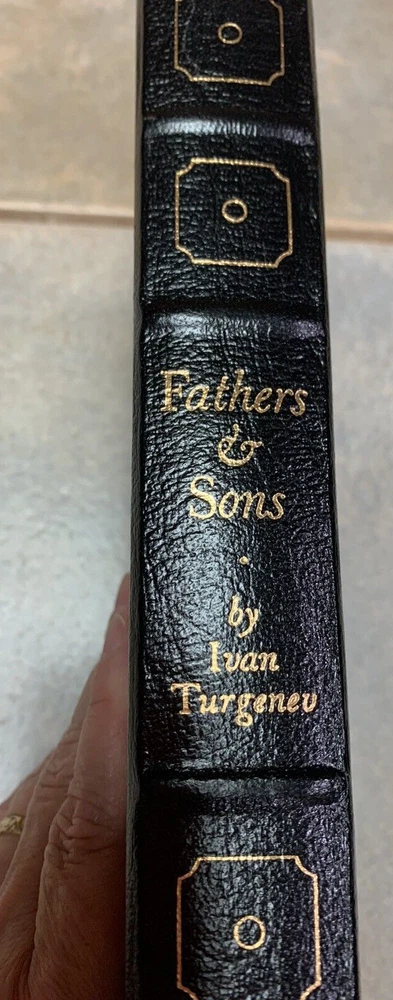 Fathers
&
Sons
·
by
Ivan
Turgenev